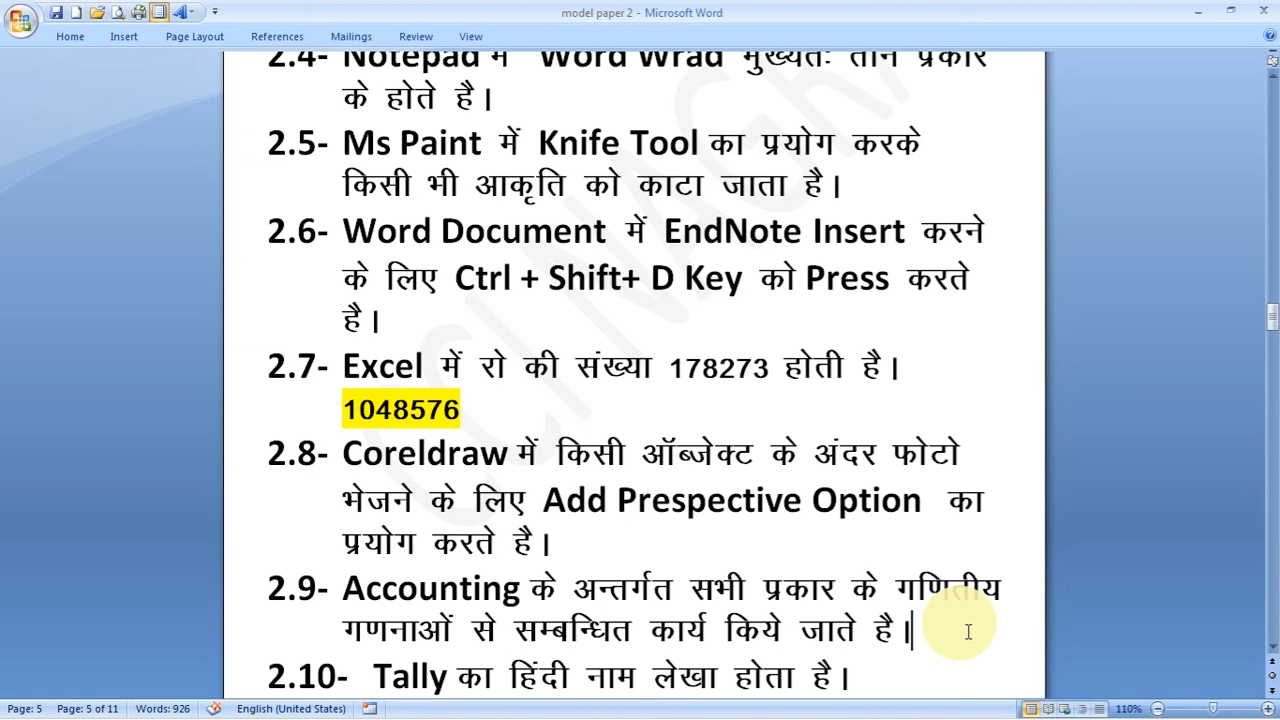 model paper 2 - Microsoft Word
Home Insert Page Layout References Mailings Review View
2.4- Notepad में Word Wrad मुख्यतः तीन प्रकार
के होते है।
2.5- Ms Paint में Knife Tool का प्रयोग करके
किसी भी आकृति को काटा जाता है।
2.6- Word Document में EndNote Insert करने
के लिए Ctrl + Shift+ D Key को Press करते
है।
2.7- Excel में रो की संख्या 178273 होती है।
1048576
2.8- Coreldraw में किसी ऑब्जेक्ट के अंदर फोटो
भेजने के लिए Add Prespective Option का
प्रयोग करते है।
2.9- Accounting के अन्तर्गत सभी प्रकार के गणितीय
गणनाओं से सम्बन्धित कार्य किये जाते है।
2.10- Tally का हिंदी नाम लेखा होता है।
Page: 5 Page: 5 of 11 Words: 926 English (United States) 110%